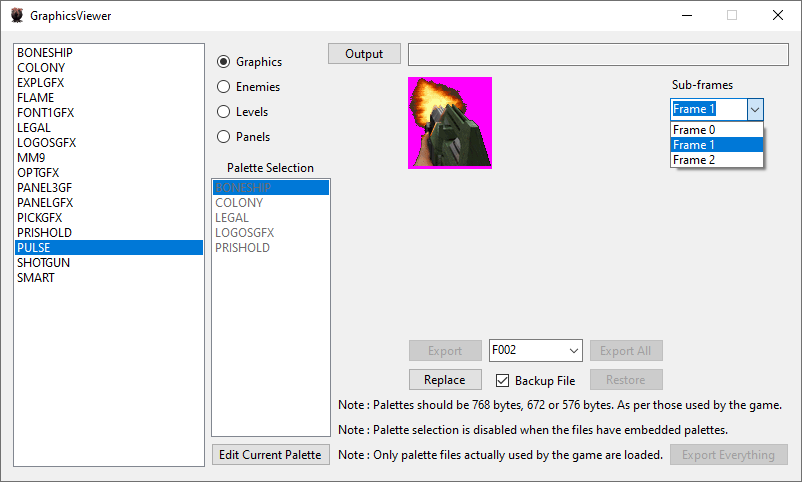 GraphicsViewer
BONESHIP
COLONY
EXPLGFX
FLAME
FONT1GFX
LEGAL
LOGOSGFX
MM9
OPTGFX
PANEL3GF
PANELGFX
PICKGFX
PRISHOLD
PULSE
SHOTGUN
SMART
Graphics
Enemies
Levels
Panels
Palette Selection
BONESHIP
COLONY
LEGAL
LOGOSGFX
PRISHOLD
Edit Current Palette
Output
Sub-frames
Frame 1
Frame 0
Frame 1
Frame 2
Export
F002
Export All
Replace
Backup File
Restore
Note : Palettes should be 768 bytes, 672 or 576 bytes. As per those used by the game.
Note : Palette selection is disabled when the files have embedded palettes.
Note : Only palette files actually used by the game are loaded.
Export Everything